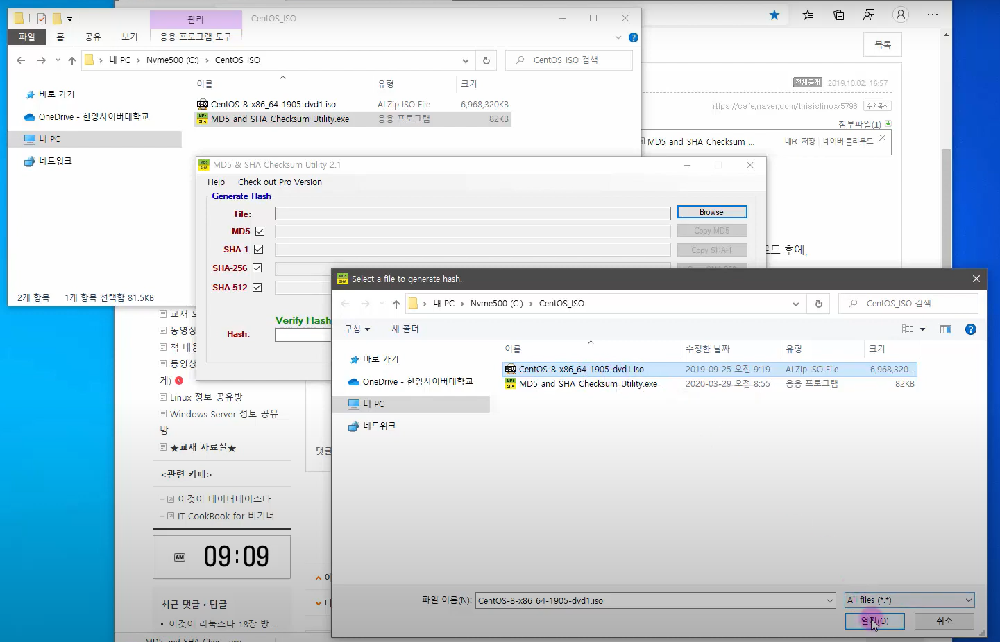 관리
CentOS_ISO
파일
홈
공유
보기
응용 프로그램 도구
내 PC
Nvme500 (C:)
CentOS_ISO
CentOS_ISO 검색
이름
유형
크기
바로 가기
CentOS-8-x86_64-1905-dvd1.iso
ALZip ISO File
6,968,320KB
OneDrive - 한양사이버대학교
MD5_and_SHA_Checksum_Utility.exe
응용 프로그램
82KB
내 PC
네트워크
2개 항목
1개 항목 선택함 81.5KB
목록
전체공개
2019.10.02. 16:57
https://cafe.naver.com/thisislinux/5796
주소복사
첨부파일(1)
MD5_and_SHA_Checksum_...
내PC 저장
네이버 클라우드
드 후에,
MD5 & SHA Checksum Utility 2.1
Help
Check out Pro Version
Generate Hash
File:
Browse
MD5
Copy MD5
SHA-1
Copy SHA-1
SHA-256
SHA-512
Verify Hash
Hash:
Select a file to generate hash.
내 PC
Nvme500 (C:)
CentOS_ISO
CentOS_ISO 검색
구성
새 폴더
이름
수정한 날짜
유형
크기
바로 가기
CentOS-8-x86_64-1905-dvd1.iso
2019-09-25 오전 9:19
ALZip ISO File
6,968,320...
OneDrive - 한양사이버대학교
MD5_and_SHA_Checksum_Utility.exe
2020-03-29 오전 8:55
응용 프로그램
82KB
내 PC
네트워크
파일 이름(N):
CentOS-8-x86_64-1905-dvd1.iso
All files (*.*)
취소
교재
동영상
책 내용
동영상
게) N
Linux 정보 공유방
Windows Server 정보 공유
방
★교재 자료실★
댓글
<관련 카페>
이것이 데이터베이스다
IT CookBook for 비기너
AM 09:09
최근 댓글・답글
이것이 리눅스다 18장 방...